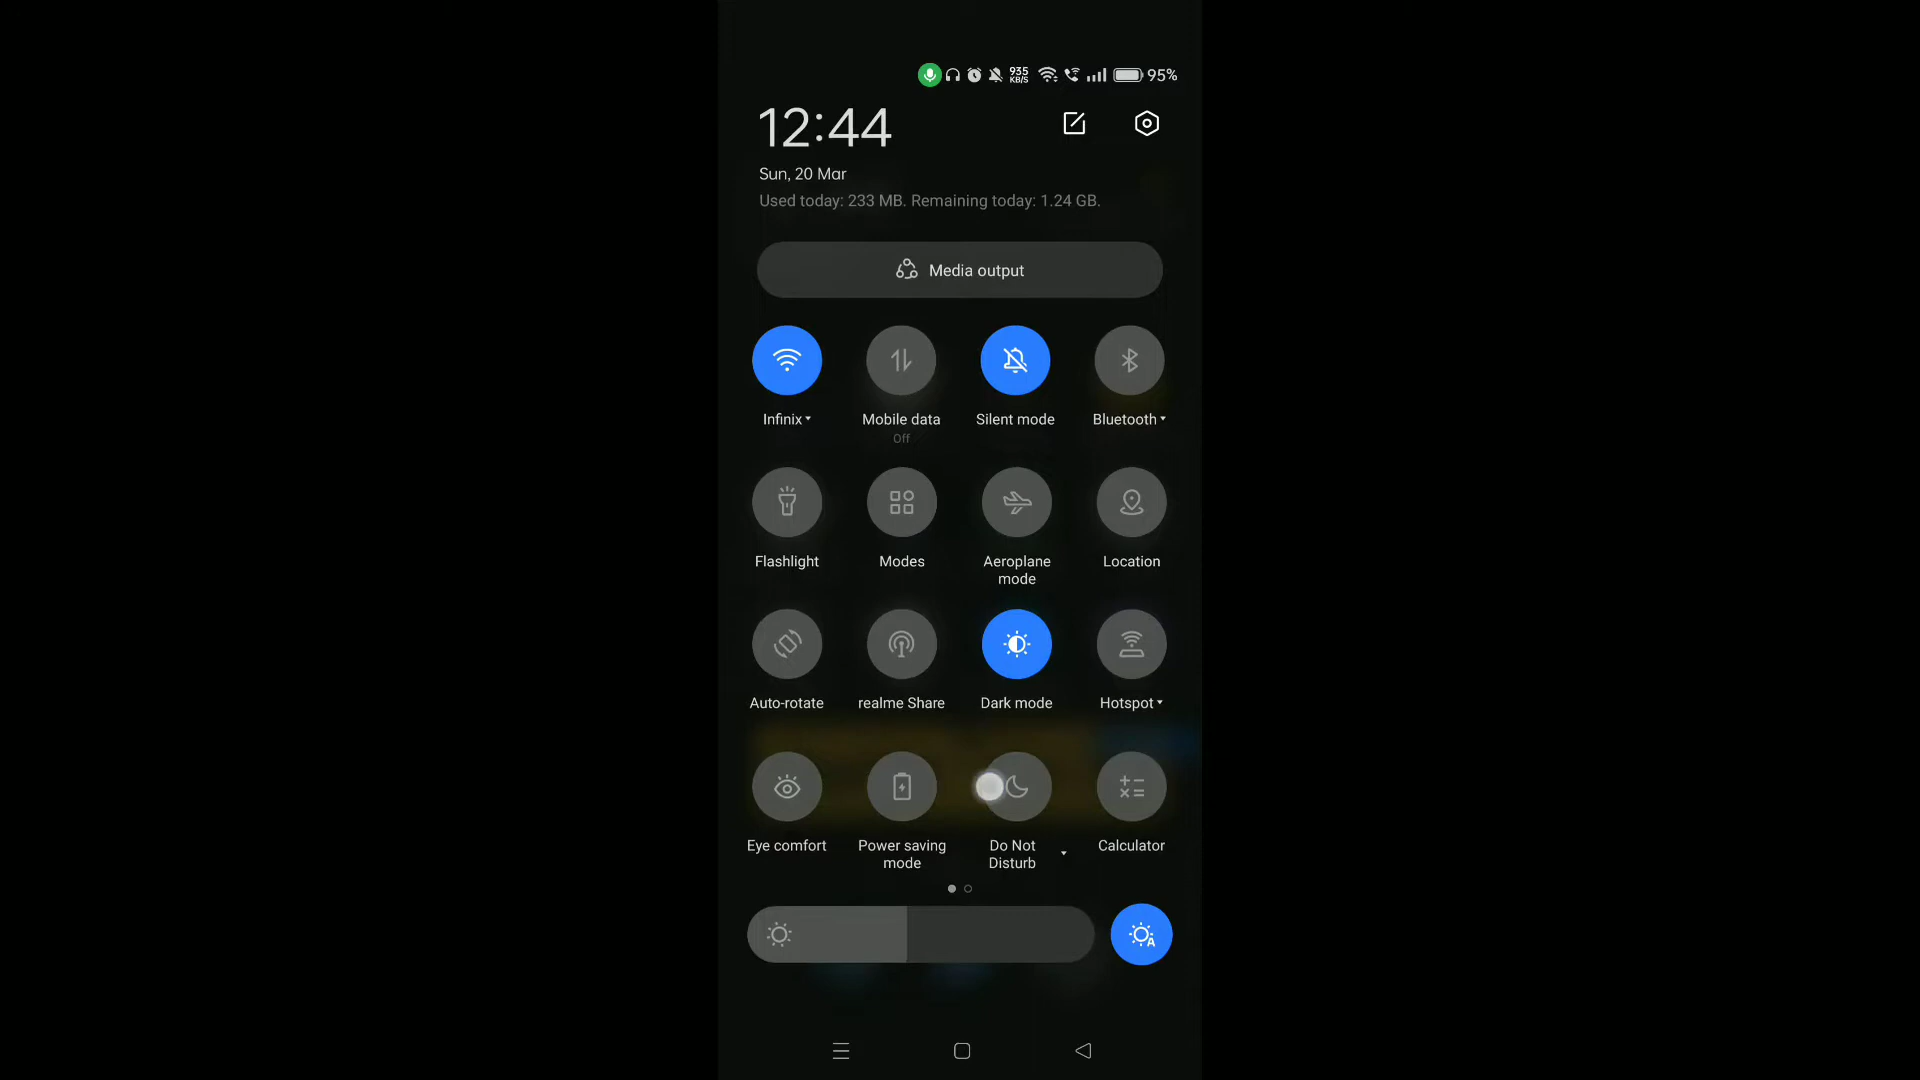 935
KB/S
95%
12:44
Sun, 20 Mar
Used today: 233 MB. Remaining today: 1.24 GB.
Media output
Infinix
Mobile data
Off
Silent mode
Bluetooth
Flashlight
Modes
Aeroplane
mode
Location
Auto-rotate
realme Share
Dark mode
Hotspot
Eye comfort
Power saving
mode
Do Not
Disturb
Calculator
A